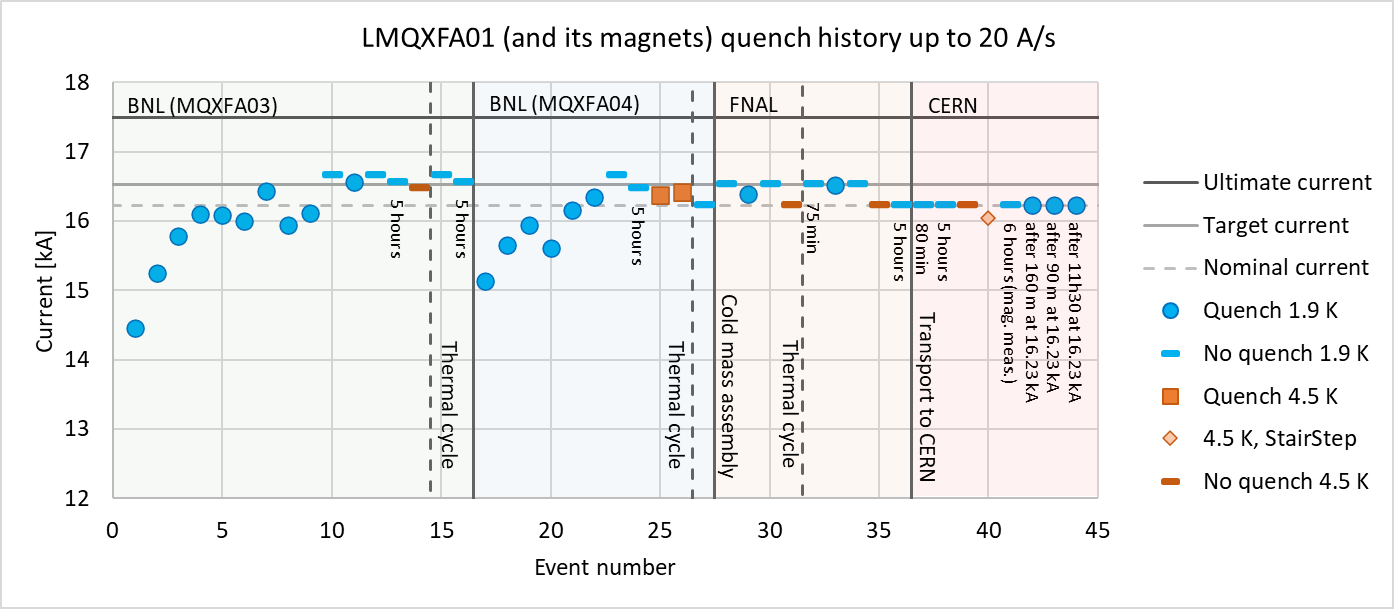 LMQXFA01 (and its magnets) quench history up to 20 A/s
18
17
16
15
14
13
12
Current [kA]
BNL (MQXFA03)
BNL (MQXFA04)
FNAL
CERN
5 hours
Thermal cycle
5 hours
5 hours
Thermal cycle
Cold mass assembly
Thermal cycle
75 min
5 hours
80 min
Transport to CERN
5 hours
6 hours (mag. meas.)
after 160 m at 16.23 kA
after 90 m at 16.23 kA
after 11h30 at 16.23 kA
0 5 10 15 20 25 30 35 40 45
Event number
Ultimate current
Target current
Nominal current
Quench 1.9 K
No quench 1.9 K
Quench 4.5 K
4.5 K, StairStep
No quench 4.5 K